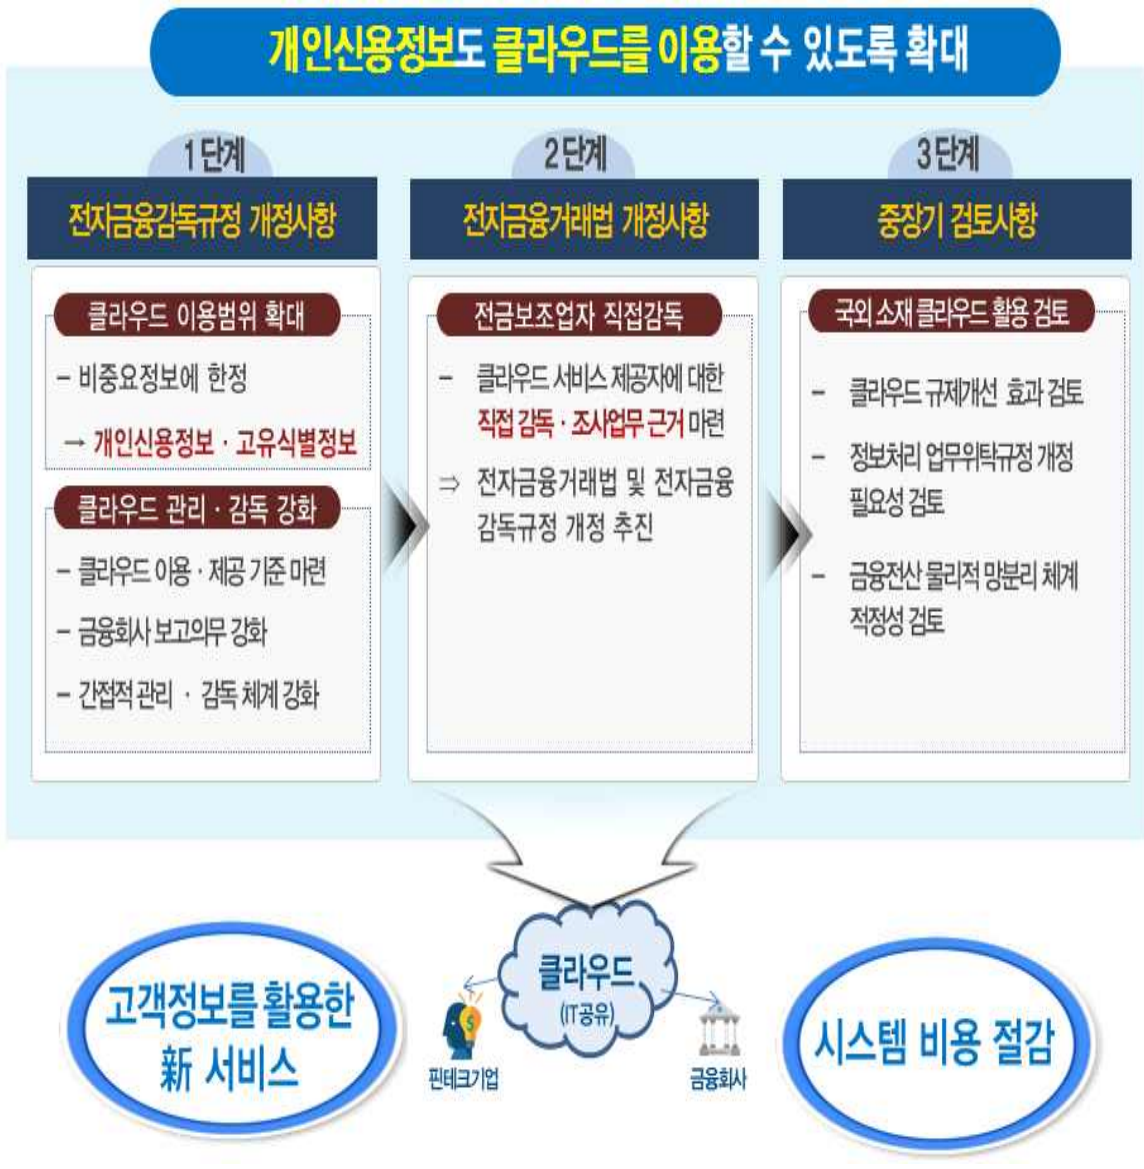 개인신용정보도 클라우드를 이용할 수 있도록 확대
1단계
전자금융감독규정 개정사항
클라우드 이용범위 확대
– 비중요정보에 한정
→ 개인신용정보 · 고유식별정보
클라우드 관리 · 감독 강화
– 클라우드 이용 · 제공 기준 마련
– 금융회사 보고의무 강화
– 간접적 관리 · 감독 체계 강화
2단계
전자금융거래법 개정사항
전금보조업자 직접감독
– 클라우드 서비스 제공자에 대한
직접 감독 · 조사업무 근거 마련
⇒ 전자금융거래법 및 전자금융
감독규정 개정 추진
3단계
중장기 검토사항
국외 소재 클라우드 활용 검토
– 클라우드 규제개선 효과 검토
– 정보처리 업무위탁규정 개정
필요성 검토
– 금융전산 물리적 망분리 체계
적정성 검토
고객정보를 활용한
新 서비스
클라우드
(IT공유)
$
핀테크기업
금융회사
시스템 비용 절감